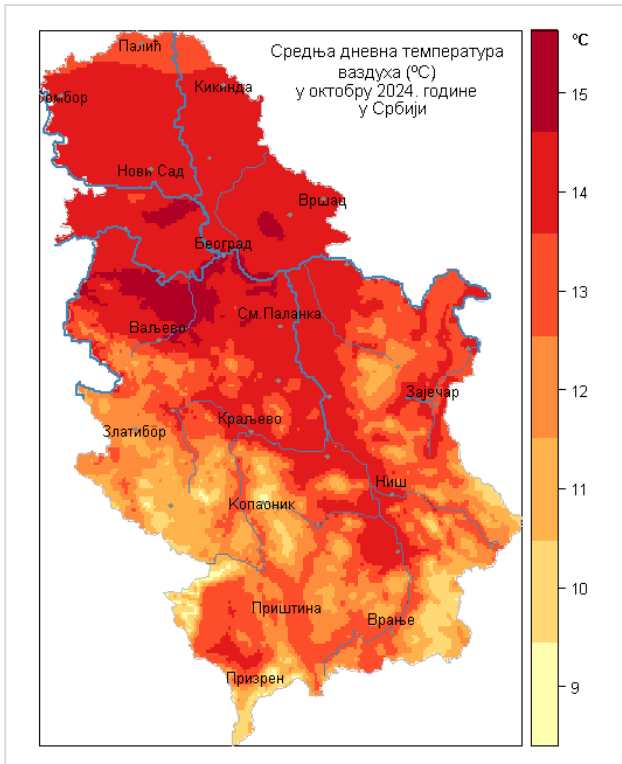 Палић
Средња дневна температура
ваздуха (ºC)
у октобру 2024. године
у Србији
ºC
Кикинда
омбор
15
Нови Сад
14
Вршац
Београд
13
См.Паланка
Ваљево
12
Зајечар
Краљево
Златибор
Ниш
11
Копаоник
10
Приштина
Врање
Призрен
9